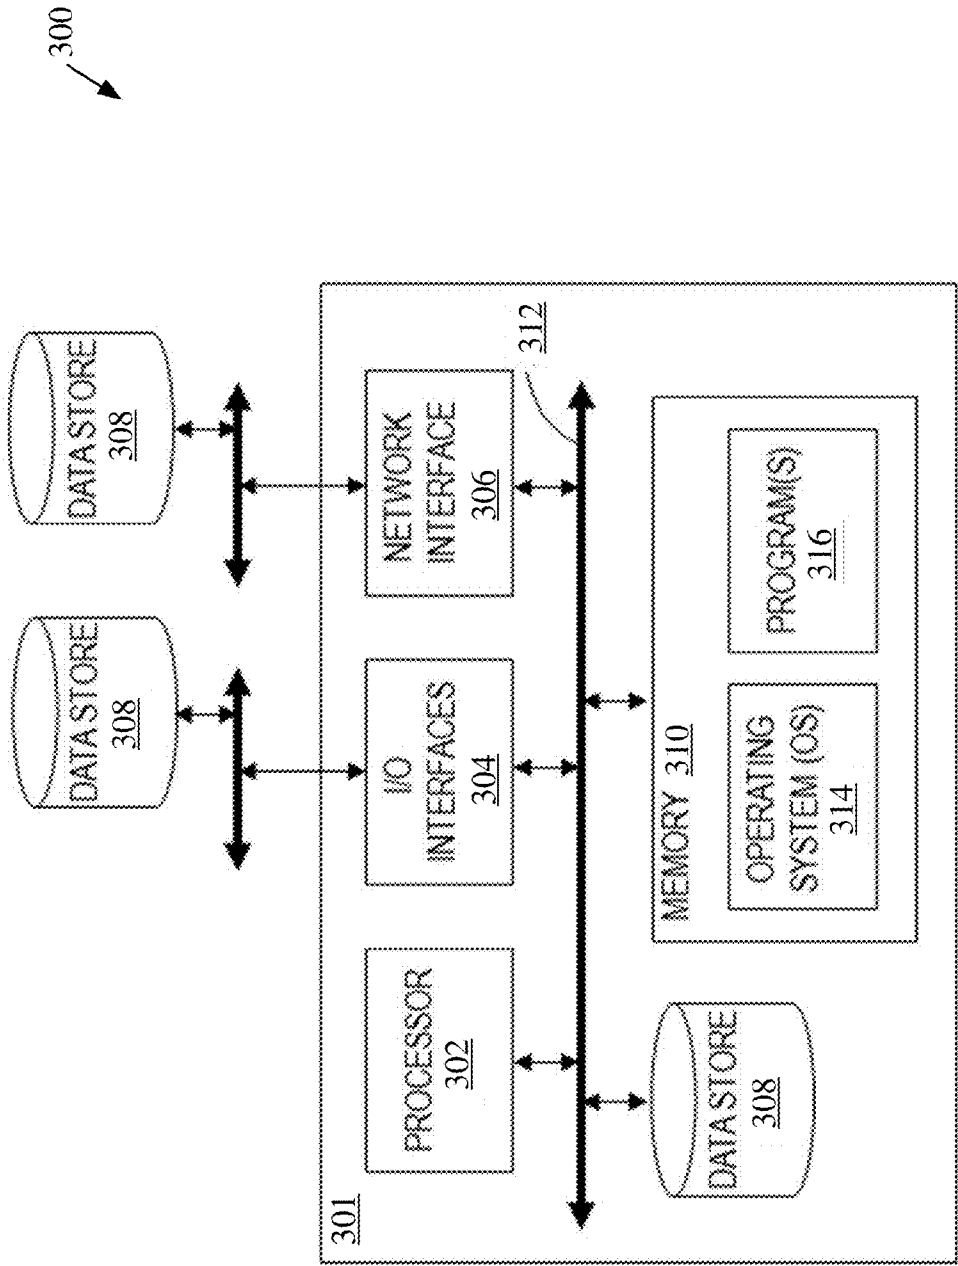 300
DATA STORE
308
DATA STORE
308
301
PROCESSOR
302
I/O
INTERFACES
304
NETWORK
INTERFACE
306
312
DATA STORE
308
MEMORY 310
OPERATING
SYSTEM (OS)
314
PROGRAM(S)
316